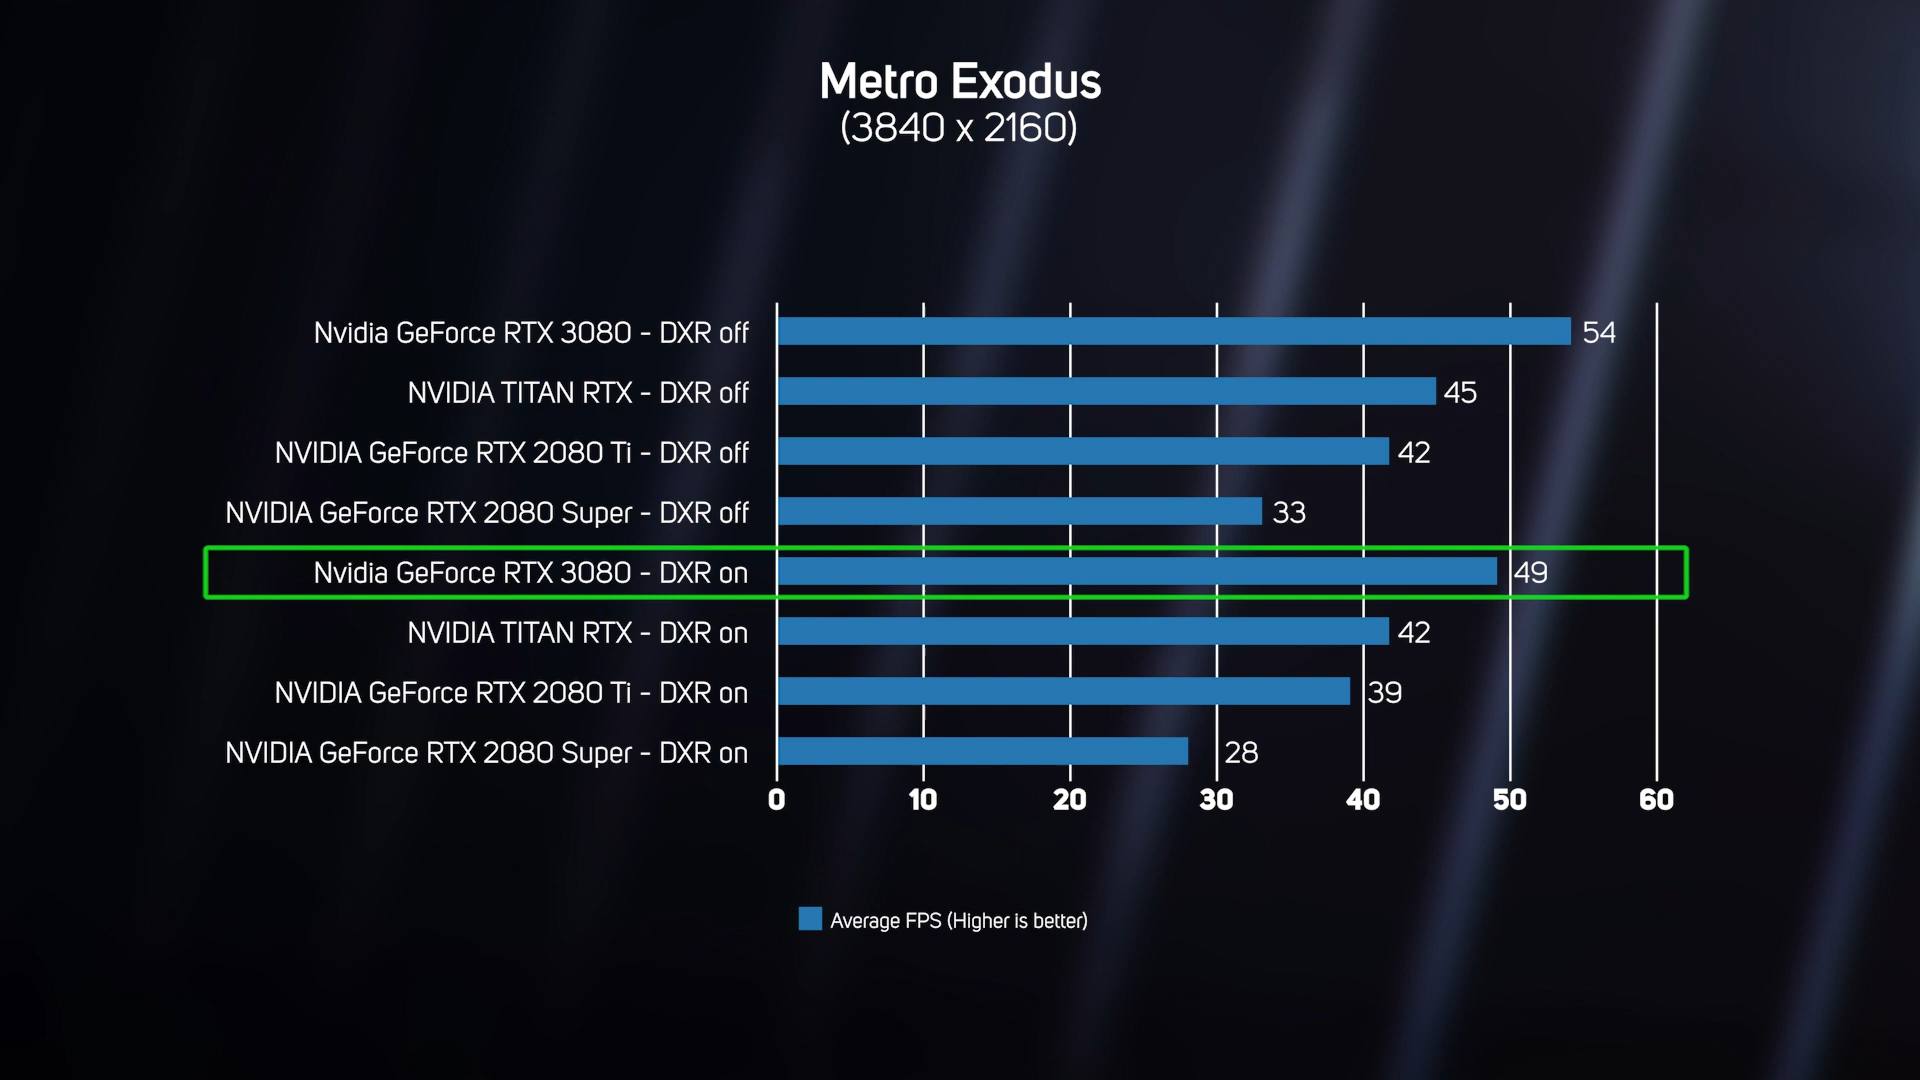 Metro Exodus
(3840 x 2160)
Nvidia GeForce RTX 3080 - DXR off 54
NVIDIA TITAN RTX - DXR off 45
NVIDIA GeForce RTX 2080 Ti - DXR off 42
NVIDIA GeForce RTX 2080 Super - DXR off 33
Nvidia GeForce RTX 3080 - DXR on 49
NVIDIA TITAN RTX - DXR on 42
NVIDIA GeForce RTX 2080 Ti - DXR on 39
NVIDIA GeForce RTX 2080 Super - DXR on 28
0 10 20 30 40 50 60
Average FPS (Higher is better)